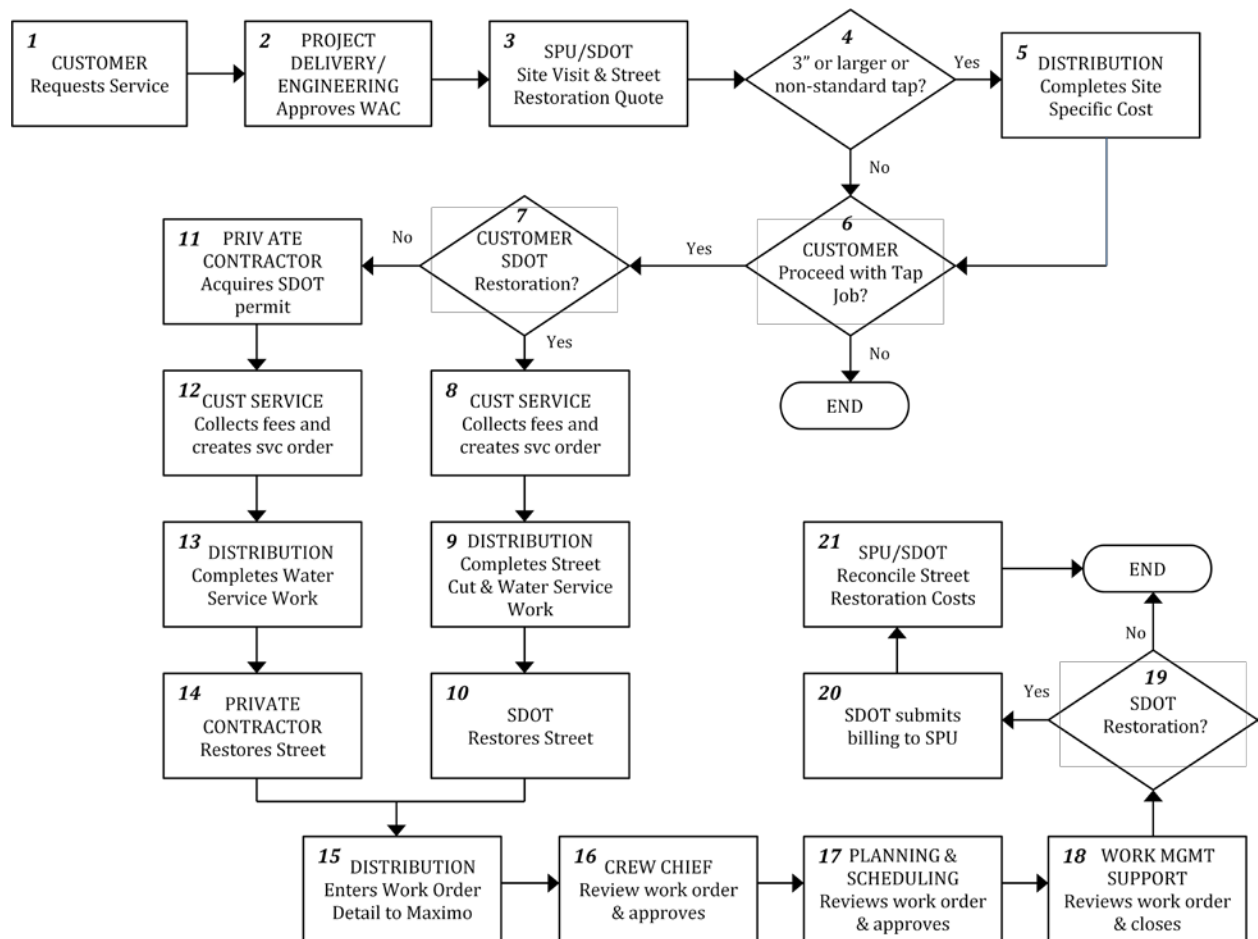 1
CUSTOMER
Requests Service
2 PROJECT
DELIVERY/
ENGINEERING
Approves WAC
3 SPU/SDOT
Site Visit & Street
Restoration Quote
4
3” or larger or
non-standard tap?
Yes
No
5 DISTRIBUTION
Completes Site
Specific Cost
6
CUSTOMER
Proceed with Tap
Job?
Yes
No
END
7
CUSTOMER
SDOT
Restoration?
No
Yes
11 PRIVATE
CONTRACTOR
Acquires SDOT
permit
12 CUST SERVICE
Collects fees and
creates svc order
8 CUST SERVICE
Collects fees and
creates svc order
13 DISTRIBUTION
Completes Water
Service Work
9 DISTRIBUTION
Completes Street
Cut & Water Service
Work
14 PRIVATE
CONTRACTOR
Restores Street
10
SDOT
Restores Street
15 DISTRIBUTION
Enters Work Order
Detail to Maximo
16 CREW CHIEF
Review work order
& approves
17 PLANNING &
SCHEDULING
Reviews work order
& approves
18 WORK MGMT
SUPPORT
Reviews work order
& closes
19
SDOT
Restoration?
Yes
No
20
SDOT submits
billing to SPU
21 SPU/SDOT
Reconcile Street
Restoration Costs
END